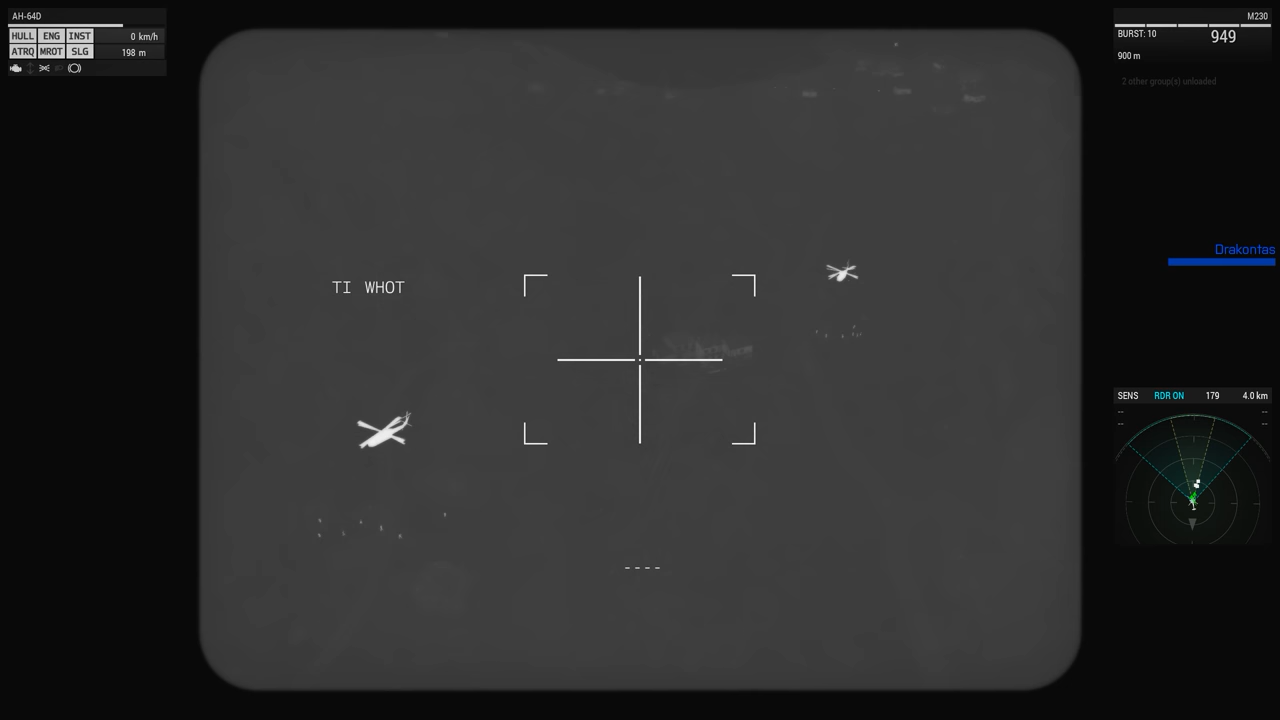 AH-64D
HULL ENG INST 0 km/h
ATRQ MROT SLG 198 m
M230
BURST: 10 949
900 m
2 other group(s) unloaded
Drakontas
TI WHOT
SENS RDR ON 179 4.0 km
-- --
-- --
----